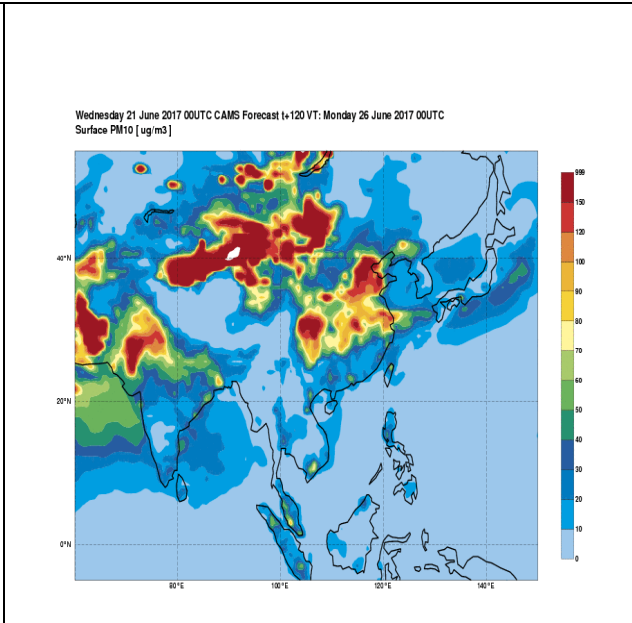 Wednesday 21 June 2017 00UTC CAMS Forecast t+120 VT: Monday 26 June 2017 00UTC
Surface PM10 [ ug/m3 ]
999
150
120
100
90
80
70
60
50
40
30
20
10
0
40°N
20°N
0°N
80°E
100°E
120°E
140°E